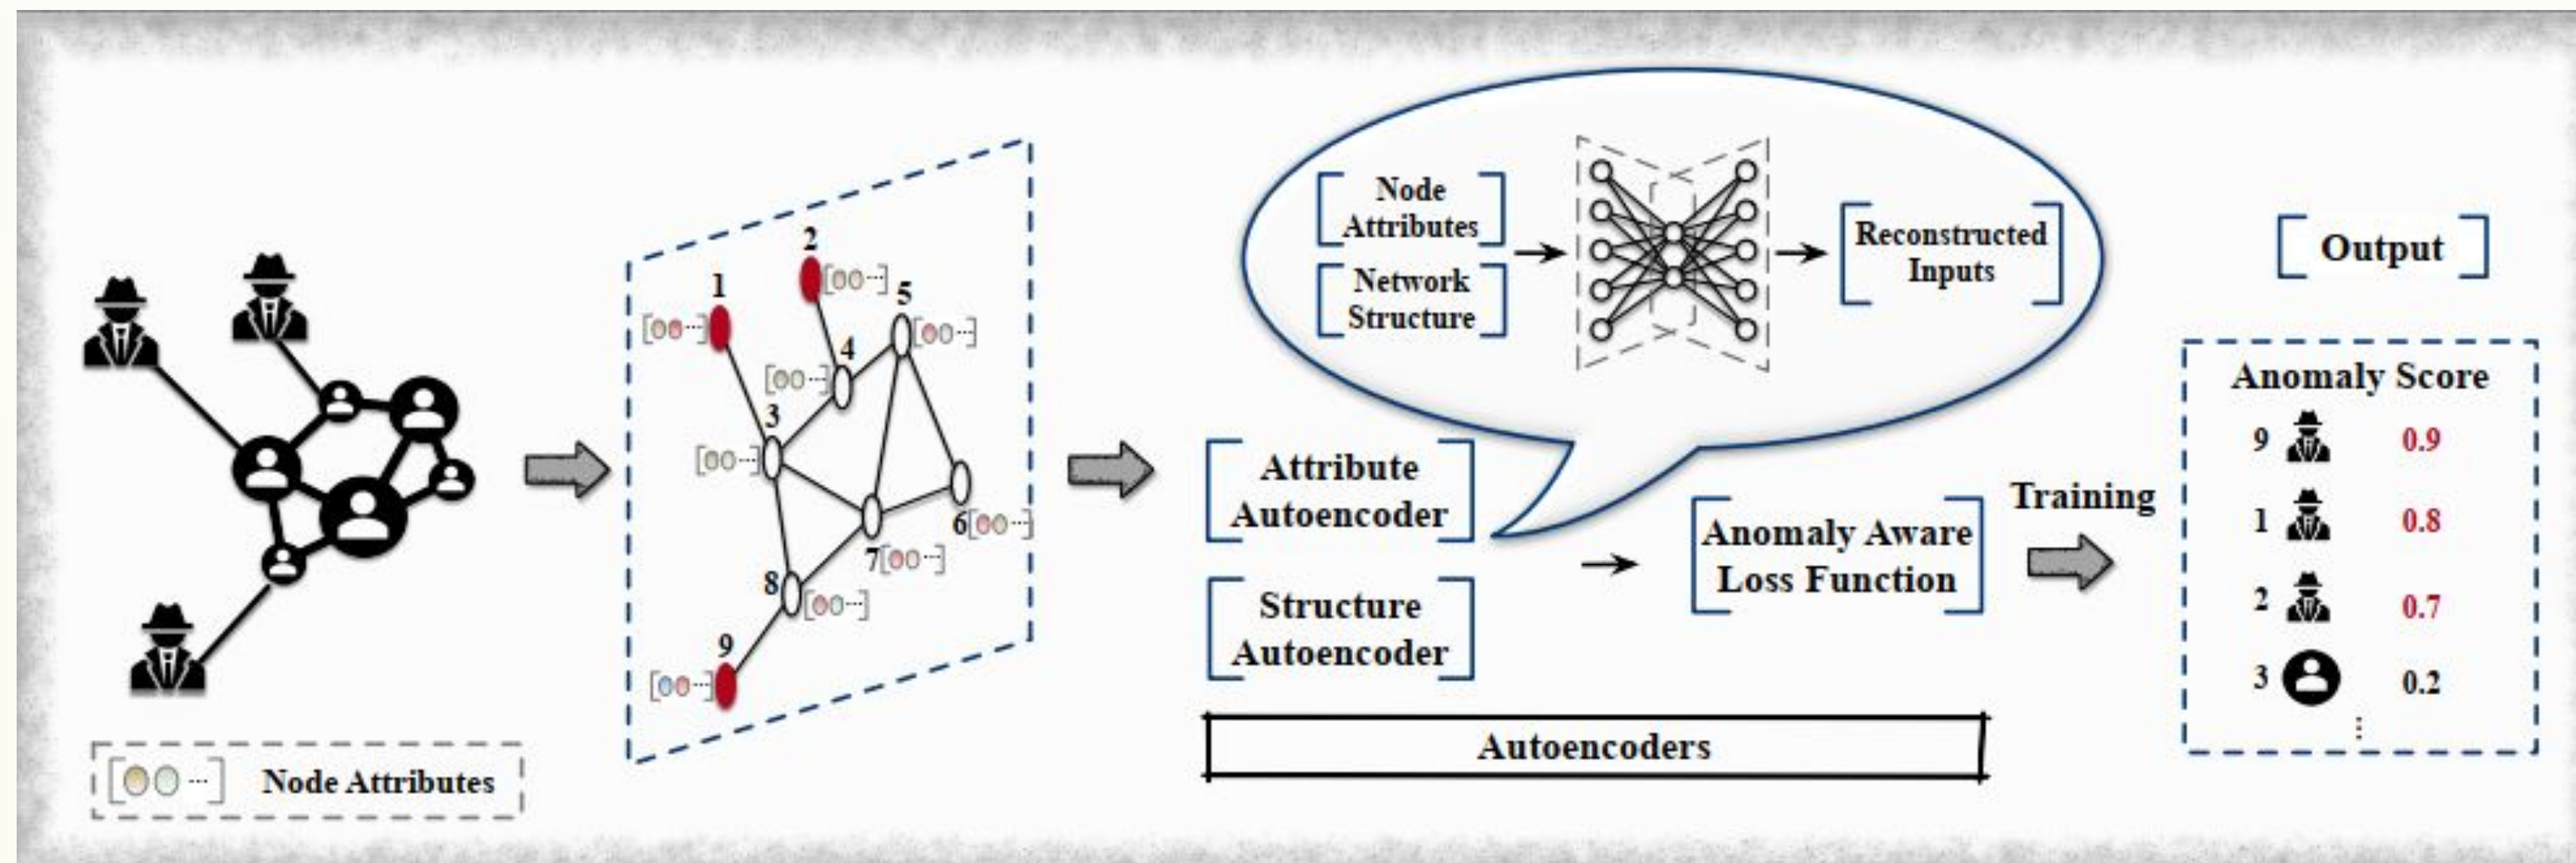 Node Attributes
1
2
3
4
5
6
7
8
9
Node
Attributes
Network
Structure
Reconstructed
Inputs
Attribute
Autoencoder
Structure
Autoencoder
Anomaly Aware
Loss Function
Autoencoders
Training
Output
Anomaly Score
9 0.9
1 0.8
2 0.7
3 0.2